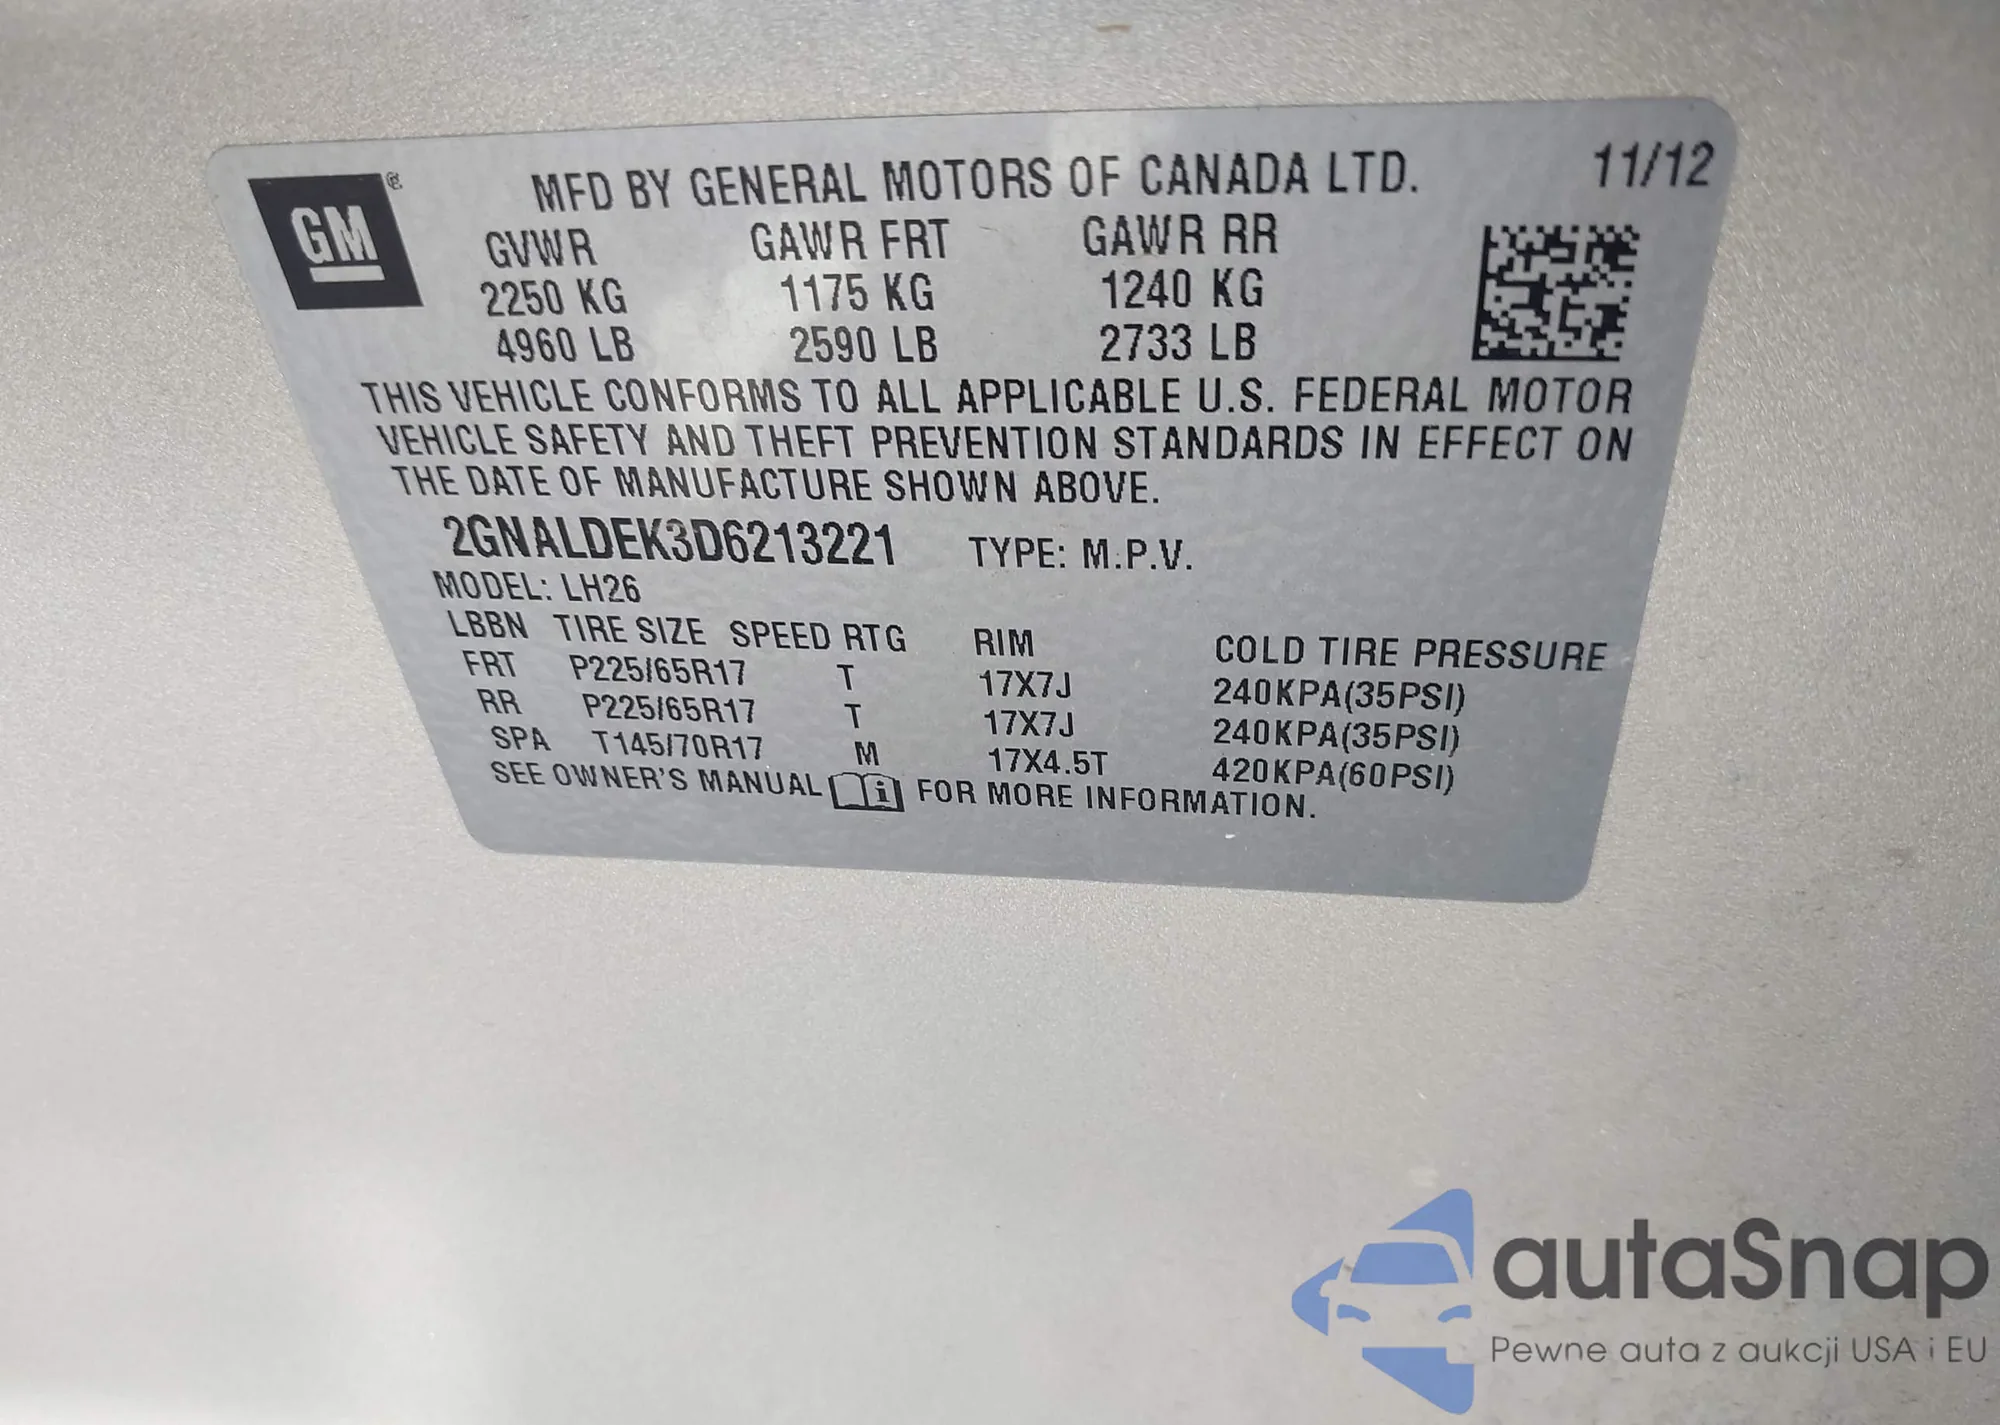 GM
MFD BY GENERAL MOTORS OF CANADA LTD. 11/12
GVWR GAWR FRT GAWR RR
2250 KG 1175 KG 1240 KG
4960 LB 2590 LB 2733 LB
THIS VEHICLE CONFORMS TO ALL APPLICABLE U.S. FEDERAL MOTOR
VEHICLE SAFETY AND THEFT PREVENTION STANDARDS IN EFFECT ON
THE DATE OF MANUFACTURE SHOWN ABOVE.
2GNALDEK3D6213221 TYPE: M.P.V.
MODEL: LH26
LBBN TIRE SIZE SPEED RTG RIM COLD TIRE PRESSURE
FRT P225/65R17 T 17X7J 240KPA(35PSI)
RR P225/65R17 T 17X7J 240KPA(35PSI)
SPA T145/70R17 M 17X4.5T 420KPA(60PSI)
SEE OWNER'S MANUAL i FOR MORE INFORMATION.
autaSnap
Pewne auta z aukcji USA i EU